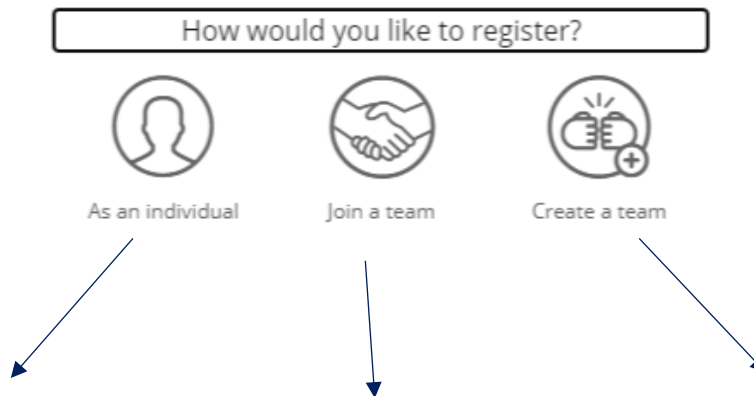 How would you like to register?
As an individual
Join a team
Create a team